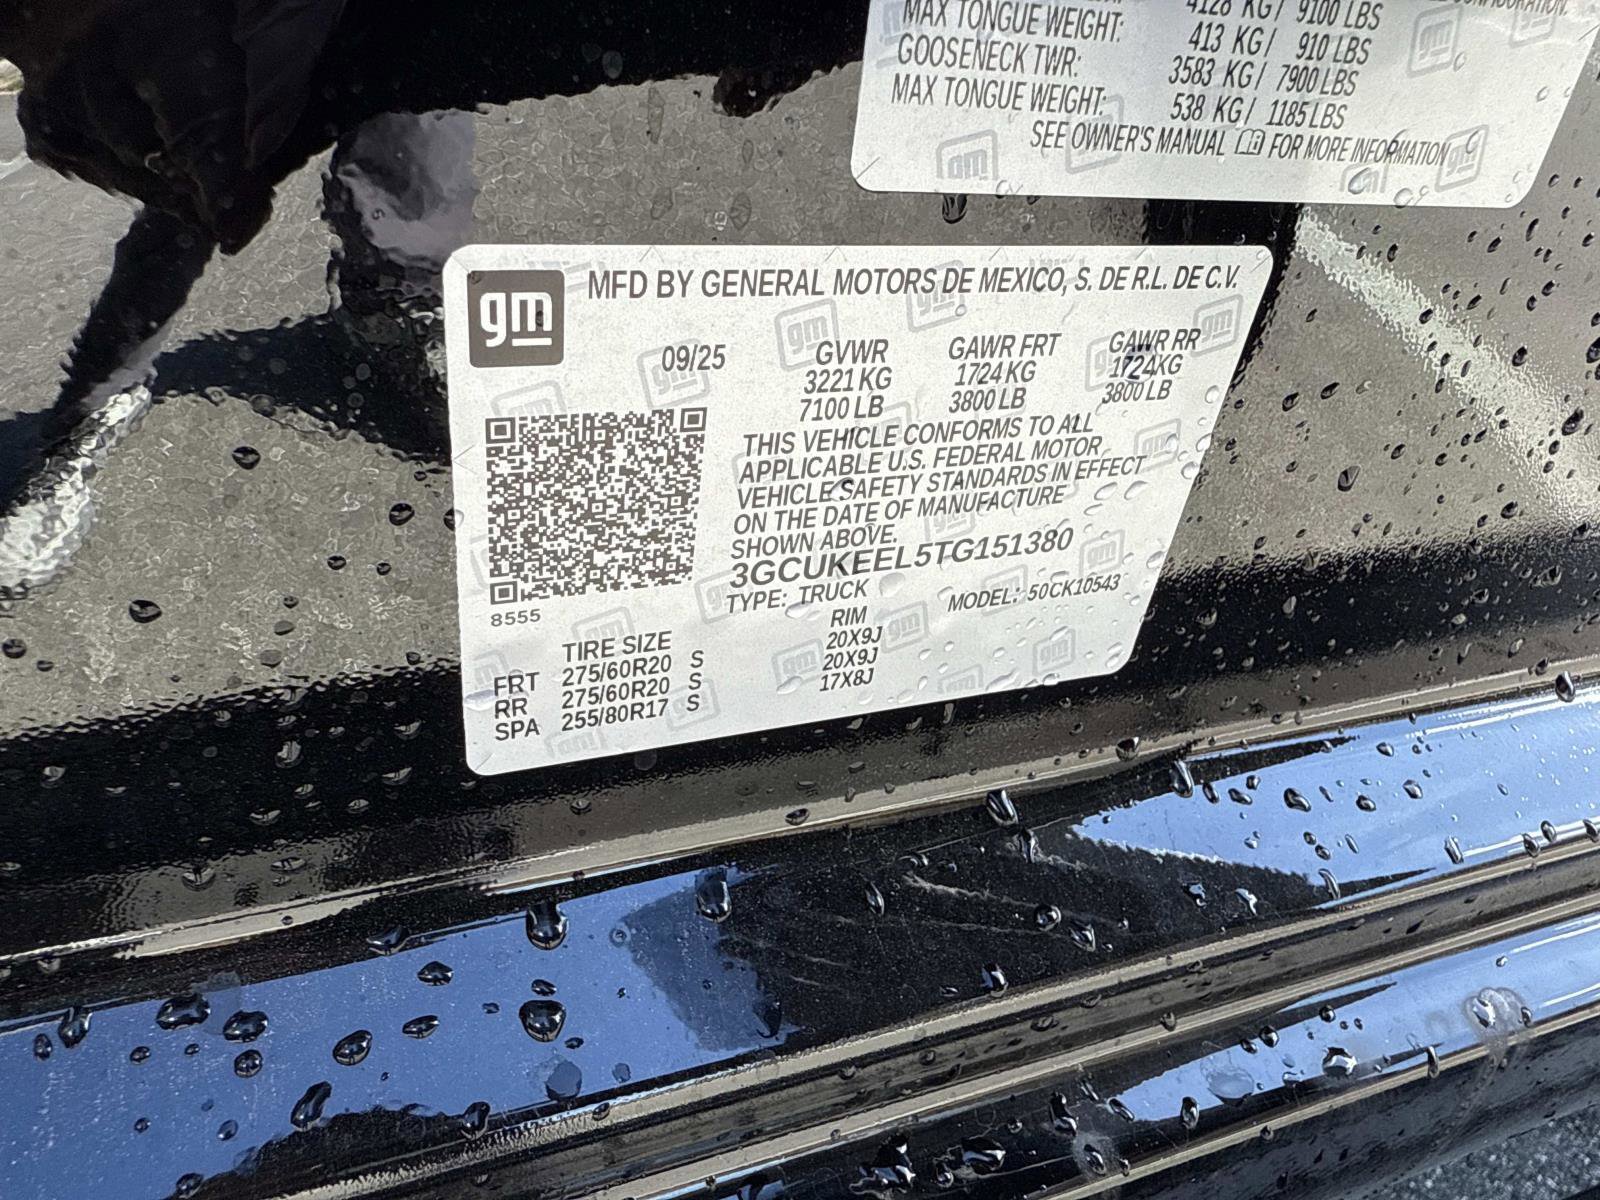 4128 KG/ 9100 LBS
MAX TONGUE WEIGHT: 413 KG/ 910 LBS
GOOSENECK TWR: 3583 KG/ 7900 LBS
MAX TONGUE WEIGHT: 538 KG/ 1185 LBS
SEE OWNER'S MANUAL FOR MORE INFORMATION
gm MFD BY GENERAL MOTORS DE MEXICO, S. DE R.L. DE C.V.
09/25 GVWR GAWR FRT GAWR RR
3221 KG 1724 KG 1724 KG
7100 LB 3800 LB 3800 LB
THIS VEHICLE CONFORMS TO ALL
APPLICABLE U.S. FEDERAL MOTOR
VEHICLE SAFETY STANDARDS IN EFFECT
ON THE DATE OF MANUFACTURE
SHOWN ABOVE.
3GCUKEEL5TG151380
TYPE: TRUCK MODEL: 50CK10543
8555
TIRE SIZE RIM
FRT 275/60R20 S 20X9J
RR 275/60R20 S 20X9J
SPA 255/80R17 S 17X8J